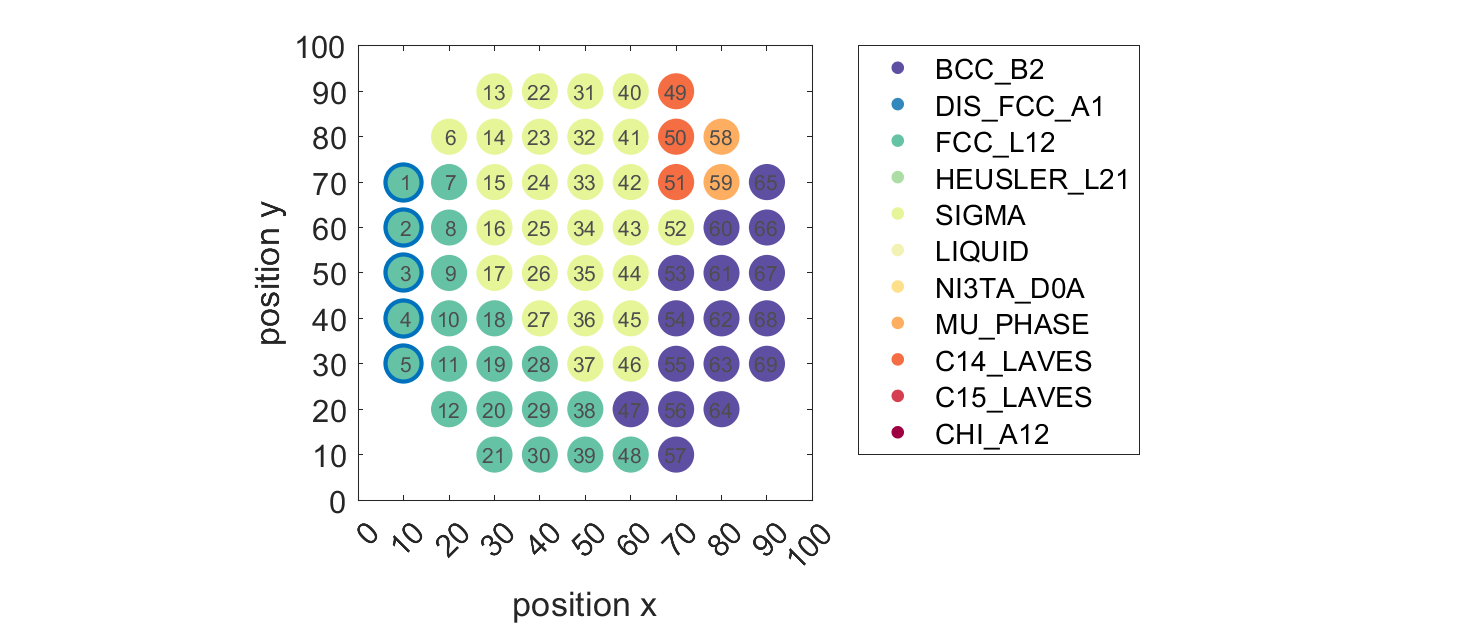 100
90 13 22 31 40 49
80 6 14 23 32 41 50 58
70 1 7 15 24 33 42 51 59 65
60 2 8 16 25 34 43 52 60 66
50 3 9 17 26 35 44 53 61 67
40 4 10 18 27 36 45 54 62 68
30 5 11 19 28 37 46 55 63 69
20 12 20 29 38 47 56 64
10 21 30 39 48 57
0
position y
0 10 20 30 40 50 60 70 80 90 100
position x
BCC_B2
DIS_FCC_A1
FCC_L12
HEUSLER_L21
SIGMA
LIQUID
NI3TA_D0A
MU_PHASE
C14_LAVES
C15_LAVES
CHI_A12